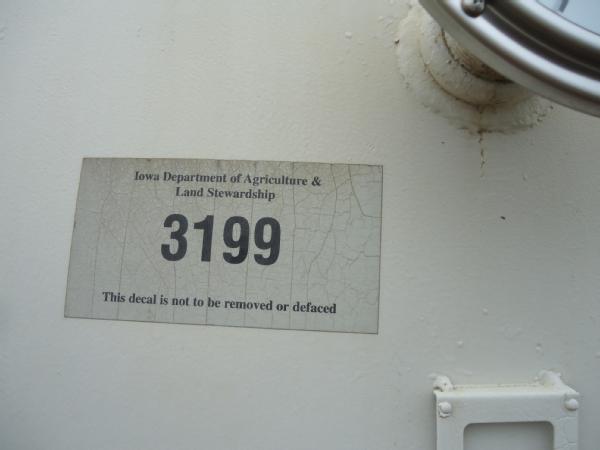 Iowa Department of Agriculture &
Land Stewardship
3199
This decal is not to be removed or defaced